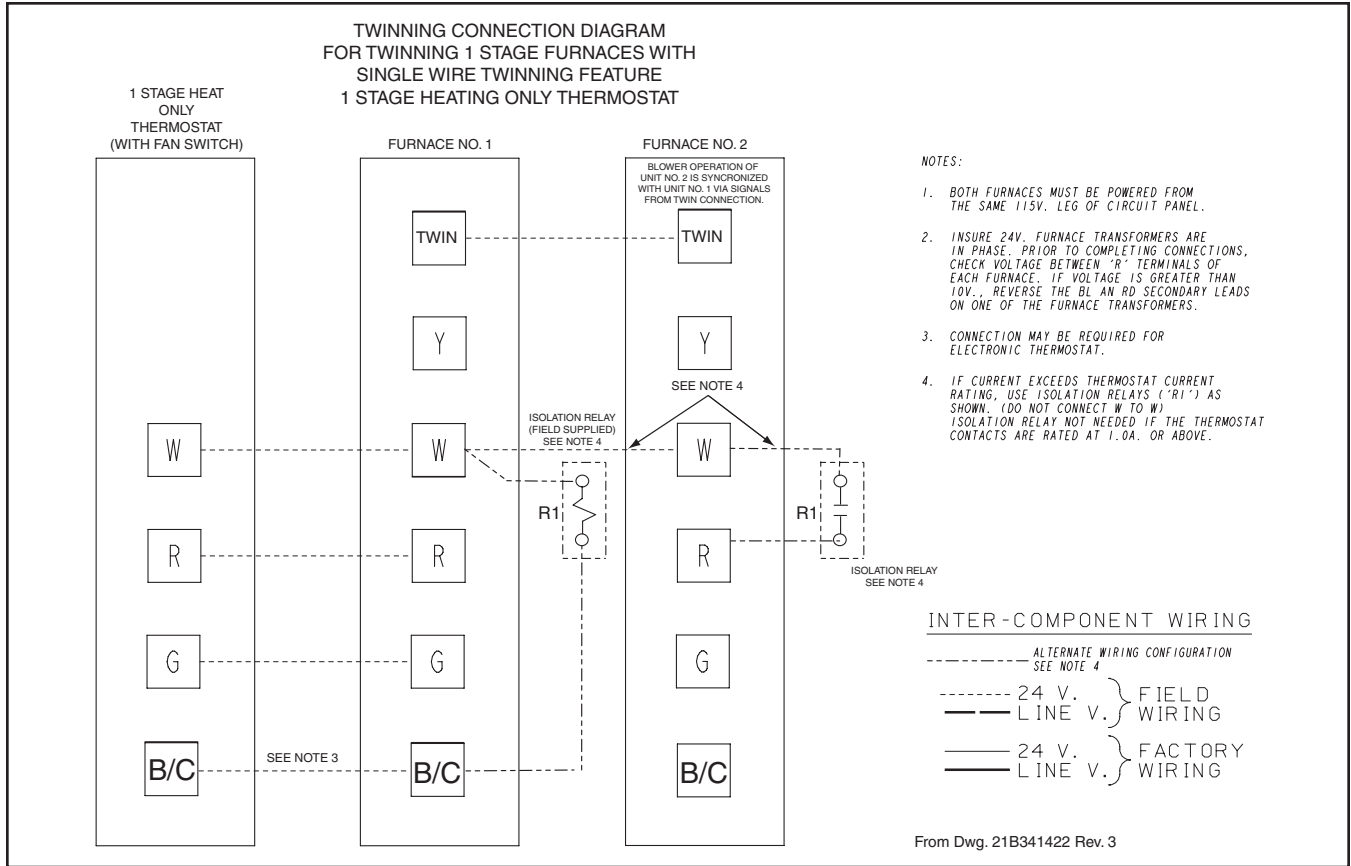 TWINNING CONNECTION DIAGRAM
FOR TWINNING 1 STAGE FURNACES WITH
SINGLE WIRE TWINNING FEATURE
1 STAGE HEATING ONLY THERMOSTAT
1 STAGE HEAT
ONLY
THERMOSTAT
(WITH FAN SWITCH)
FURNACE NO. 1
FURNACE NO. 2
BLOWER OPERATION OF
UNIT NO. 2 IS SYNCRONIZED
WITH UNIT NO. 1 VIA SIGNALS
FROM TWIN CONNECTION.
TWIN
TWIN
Y
Y
SEE NOTE 4
ISOLATION RELAY
(FIELD SUPPLIED)
SEE NOTE 4
W
W
W
R1
R1
R
R
R
ISOLATION RELAY
SEE NOTE 4
G
G
G
B/C
SEE NOTE 3
B/C
B/C
NOTES:
1. BOTH FURNACES MUST BE POWERED FROM
THE SAME 115V. LEG OF CIRCUIT PANEL.
2. INSURE 24V. FURNACE TRANSFORMERS ARE
IN PHASE. PRIOR TO COMPLETING CONNECTIONS,
CHECK VOLTAGE BETWEEN 'R' TERMINALS OF
EACH FURNACE. IF VOLTAGE IS GREATER THAN
10V., REVERSE THE BL AN RD SECONDARY LEADS
ON ONE OF THE FURNACE TRANSFORMERS.
3. CONNECTION MAY BE REQUIRED FOR
ELECTRONIC THERMOSTAT.
4. IF CURRENT EXCEEDS THERMOSTAT CURRENT
RATING, USE ISOLATION RELAYS ('R1') AS
SHOWN. (DO NOT CONNECT W TO W)
ISOLATION RELAY NOT NEEDED IF THE THERMOSTAT
CONTACTS ARE RATED AT 1.0A. OR ABOVE.
INTER-COMPONENT WIRING
ALTERNATE WIRING CONFIGURATION
SEE NOTE 4
24 V.
LINE V.
FIELD
WIRING
24 V.
LINE V.
FACTORY
WIRING
From Dwg. 21B341422 Rev. 3